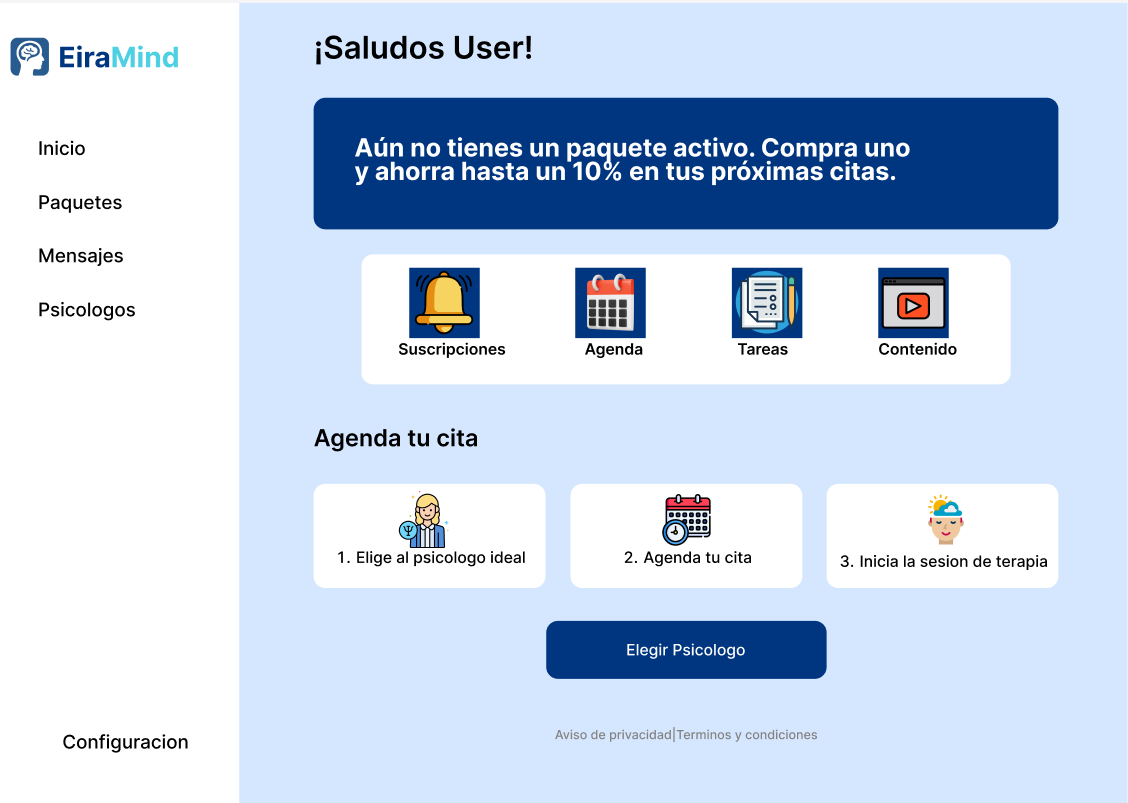 EiraMind
Inicio
Paquetes
Mensajes
Psicologos
Configuracion
¡Saludos User!
Aún no tienes un paquete activo. Compra uno
y ahorra hasta un 10% en tus próximas citas.
Suscripciones
Agenda
Tareas
Contenido
Agenda tu cita
1. Elige al psicologo ideal
2. Agenda tu cita
3. Inicia la sesion de terapia
Elegir Psicologo
Aviso de privacidad|Terminos y condiciones